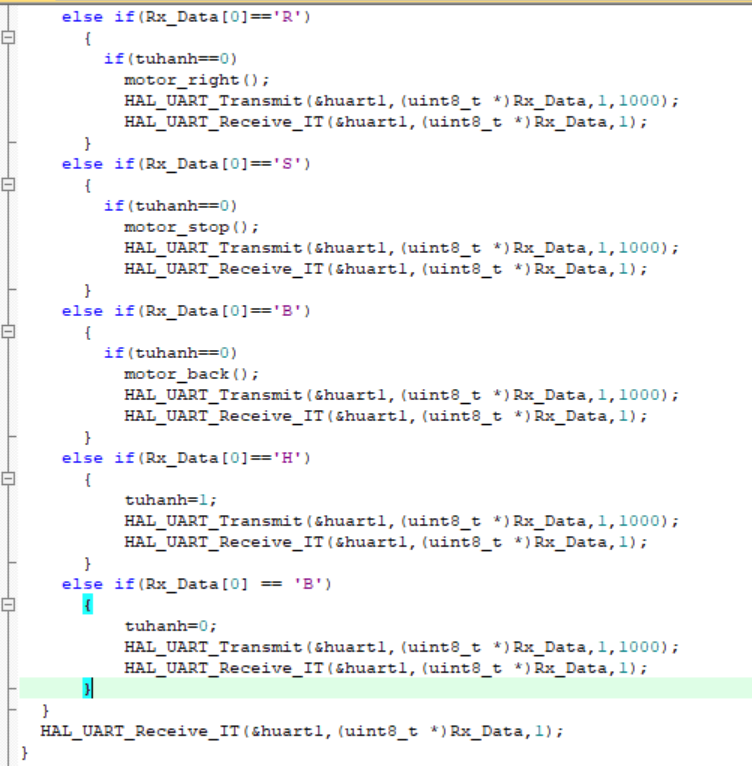 else if(Rx_Data[0]=='R')
{
if(tuhanh==0)
motor_right();
HAL_UART_Transmit(&huart1,(uint8_t *)Rx_Data,1,1000);
HAL_UART_Receive_IT(&huart1,(uint8_t *)Rx_Data,1);
}
else if(Rx_Data[0]=='S')
{
if(tuhanh==0)
motor_stop();
HAL_UART_Transmit(&huart1,(uint8_t *)Rx_Data,1,1000);
HAL_UART_Receive_IT(&huart1,(uint8_t *)Rx_Data,1);
}
else if(Rx_Data[0]=='B')
{
if(tuhanh==0)
motor_back();
HAL_UART_Transmit(&huart1,(uint8_t *)Rx_Data,1,1000);
HAL_UART_Receive_IT(&huart1,(uint8_t *)Rx_Data,1);
}
else if(Rx_Data[0]=='H')
{
tuhanh=1;
HAL_UART_Transmit(&huart1,(uint8_t *)Rx_Data,1,1000);
HAL_UART_Receive_IT(&huart1,(uint8_t *)Rx_Data,1);
}
else if(Rx_Data[0] == 'B')
{
tuhanh=0;
HAL_UART_Transmit(&huart1,(uint8_t *)Rx_Data,1,1000);
HAL_UART_Receive_IT(&huart1,(uint8_t *)Rx_Data,1);
}
}
HAL_UART_Receive_IT(&huart1,(uint8_t *)Rx_Data,1);
}